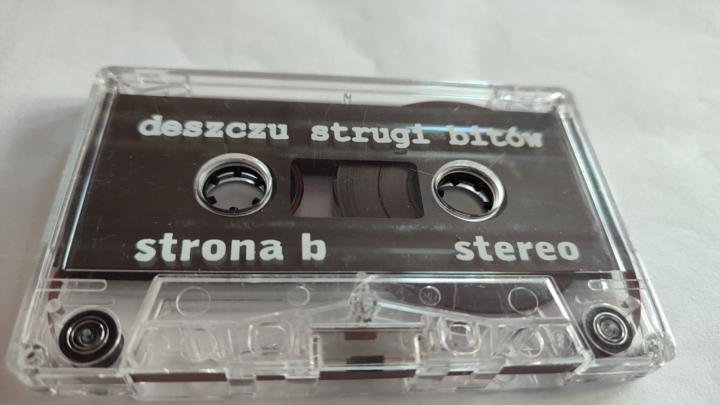 deszczu strugi bitów
strona b
stereo